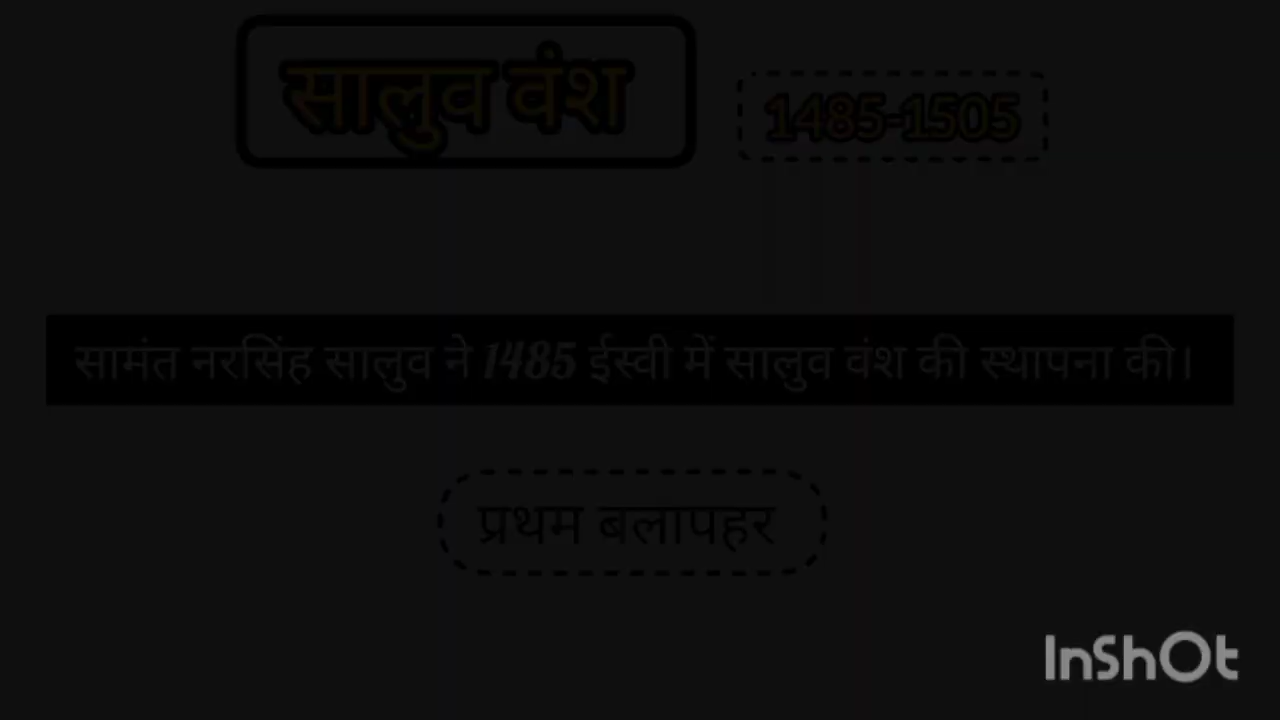 सालुव वंश
1485-1505
सामंत नरसिंह सालुव ने 1485 ईस्वी में सालुव वंश की स्थापना की।
प्रथम बलापहर
InShOt